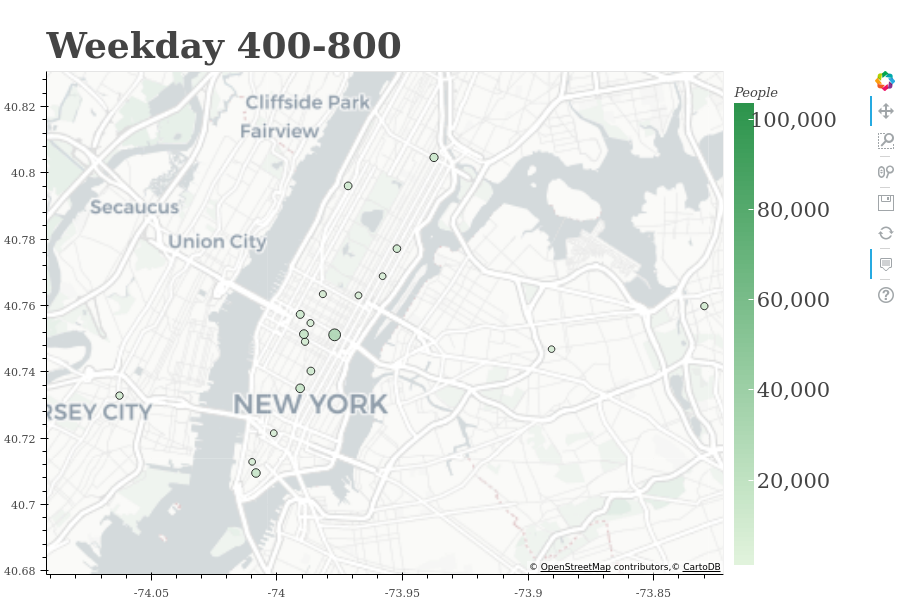 Weekday 400-800
People
40.82
Cliffside Park
100,000
Fairview
40.8
Secaucus
80,000
40.78
Union City
40.76
60,000
40.74
40,000
RSEY CITY
NEW YORK
40.72
20,000
40.7
40.68
© OpenStreetMap contributors,© CartoDB
-74.05
-74
-73.95
-73.9
-73.85